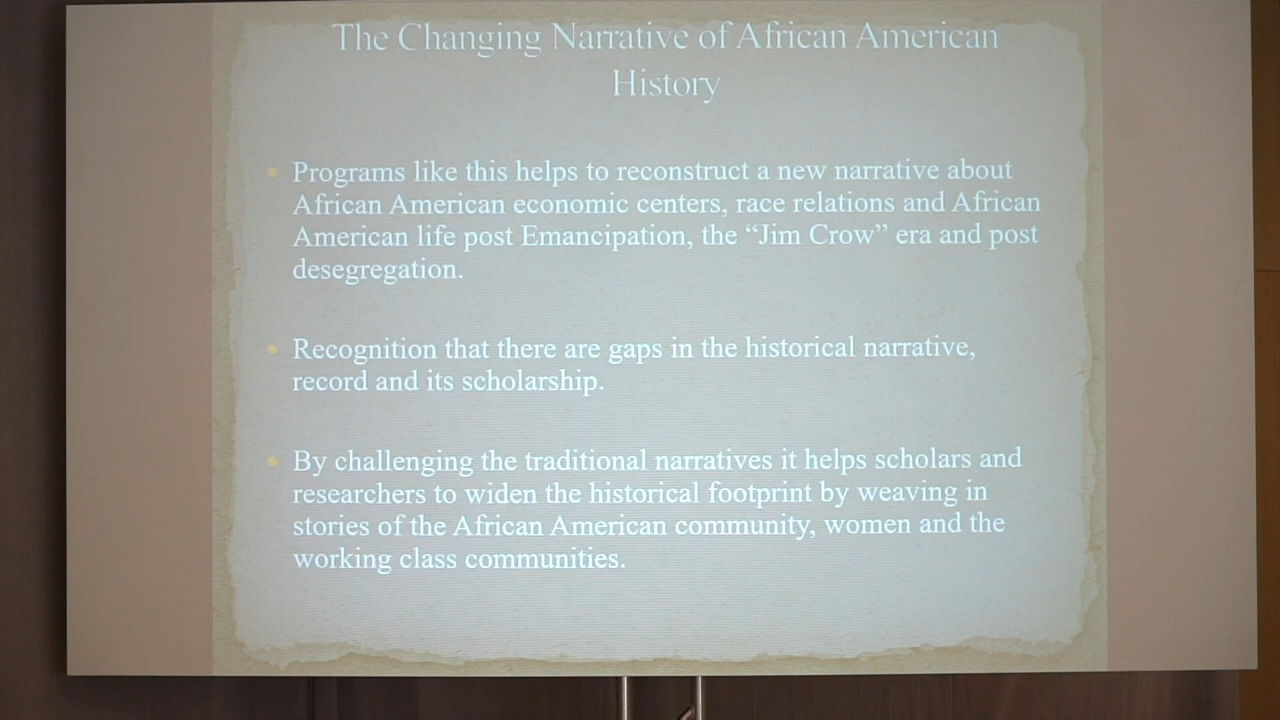 The Changing Narrative of African American
History
• Programs like this helps to reconstruct a new narrative about
African American economic centers, race relations and African
American life post Emancipation, the “Jim Crow” era and post
desegregation.
• Recognition that there are gaps in the historical narrative,
record and its scholarship.
• By challenging the traditional narratives it helps scholars and
researchers to widen the historical footprint by weaving in
stories of the African American community, women and the
working class communities.